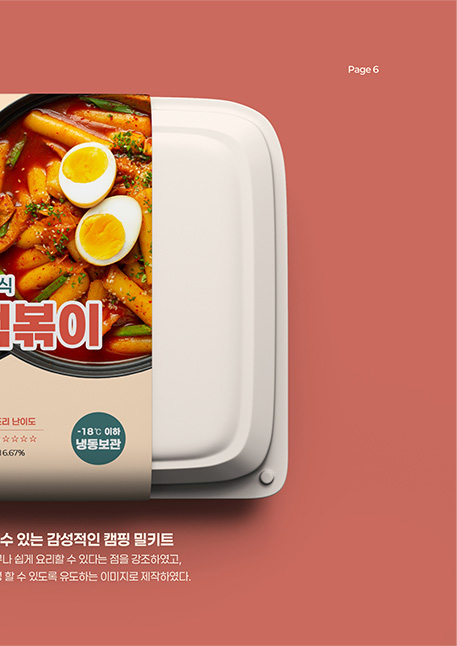 Page 6
식
떡볶이
조리 난이도
☆☆☆☆
16.67%
-18℃ 이하
냉동보관
수 있는 감성적인 캠핑 밀키트
쉽게 요리할 수 있다는 점을 강조하였고,
할 수 있도록 유도하는 이미지로 제작하였다.